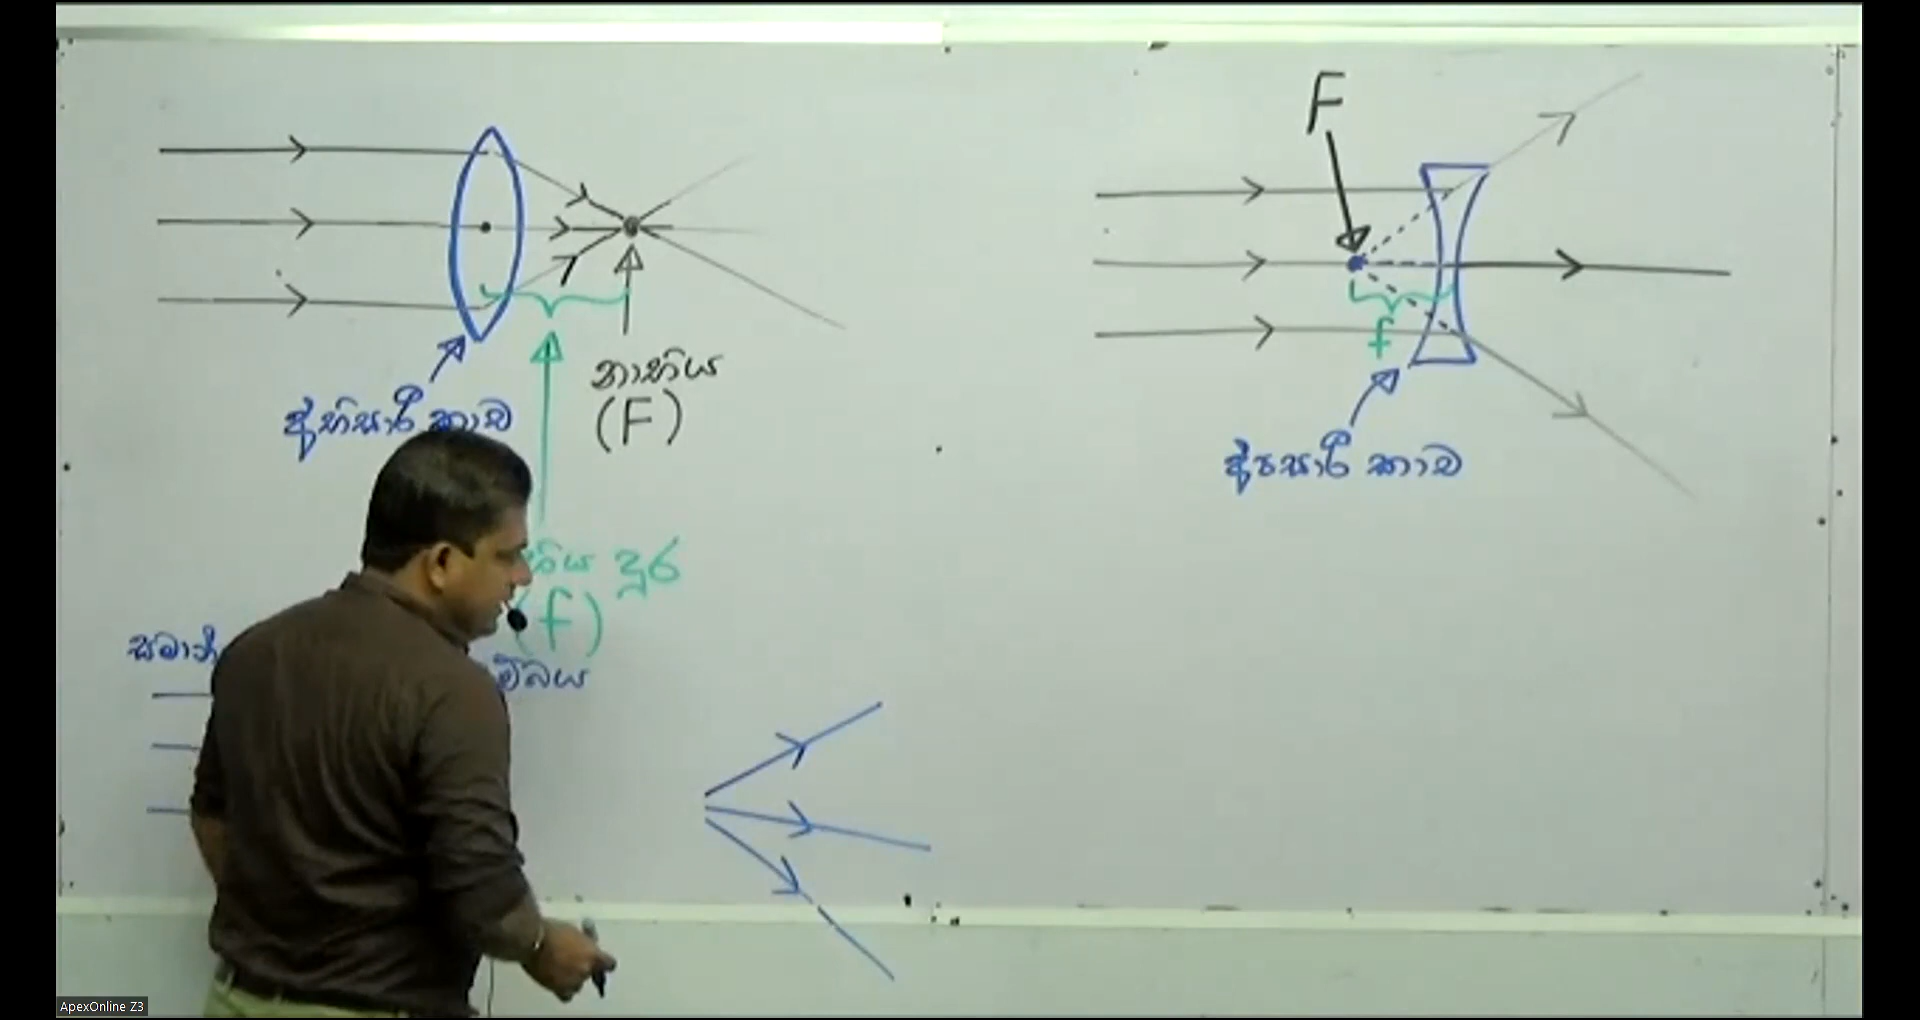 F
නාභිය
(F)
අභිසාරී කාච
f
අපසාරී කාච
දුර
(f)
ApexOnline Z3